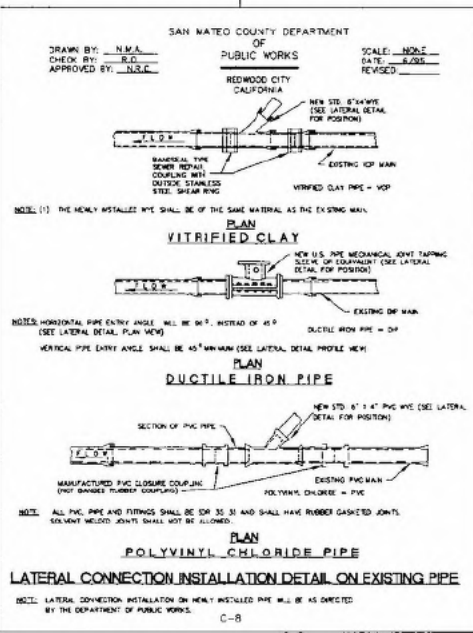 SAN MATEO COUNTY DEPARTMENT
OF
PUBLIC WORKS
REDWOOD CITY
CALIFORNIA
DRAWN BY: N.M.A.
CHECK BY: R.O.
APPROVED BY: N.R.C.
SCALE: NONE
DATE: 6/95
REVISED:
NEW STD. 6"X4"WYE
(SEE LATERAL DETAIL
FOR POSITION)
FLOW
BANDSEAL TYPE
SEWER REPAIR
COUPLING WITH
OUTSIDE STAINLESS
STEEL SHEAR RING
EXISTING VCP MAIN
VITRIFIED CLAY PIPE = VCP
NOTE: (1) THE NEWLY INSTALLED WYE SHALL BE OF THE SAME MATERIAL AS THE EXISTING MAIN.
PLAN
VITRIFIED CLAY
NEW U.S. PIPE MECHANICAL JOINT TAPPING
SLEEVE OR EQUIVALENT (SEE LATERAL
DETAIL FOR POSITION)
FLOW
EXISTING DIP MAIN
NOTES: HORIZONTAL PIPE ENTRY ANGLE WILL BE 90°, INSTEAD OF 45°
(SEE LATERAL DETAIL, PLAN VIEW)
DUCTILE IRON PIPE = DIP
VERTICAL PIPE ENTRY ANGLE SHALL BE 45° MINIMUM (SEE LATERAL DETAIL PROFILE VIEW)
PLAN
DUCTILE IRON PIPE
NEW STD. 6" X 4" PVC WYE (SEE LATERAL
DETAIL FOR POSITION)
SECTION OF PVC PIPE
FLOW
MANUFACTURED PVC CLOSURE COUPLING
(NOT BANDED RUBBER COUPLING)
EXISTING PVC MAIN
POLYVINYL CHLORIDE = PVC
NOTE: ALL PVC PIPE AND FITTINGS SHALL BE SDR 35 and SHALL HAVE RUBBER GASKETED JOINTS.
SOLVENT WELDED JOINTS SHALL NOT BE ALLOWED.
PLAN
POLYVINYL CHLORIDE PIPE
LATERAL CONNECTION INSTALLATION DETAIL ON EXISTING PIPE
NOTE: LATERAL CONNECTION INSTALLATION ON NEWLY INSTALLED PIPE WILL BE AS DIRECTED
BY THE DEPARTMENT OF PUBLIC WORKS.
C-8